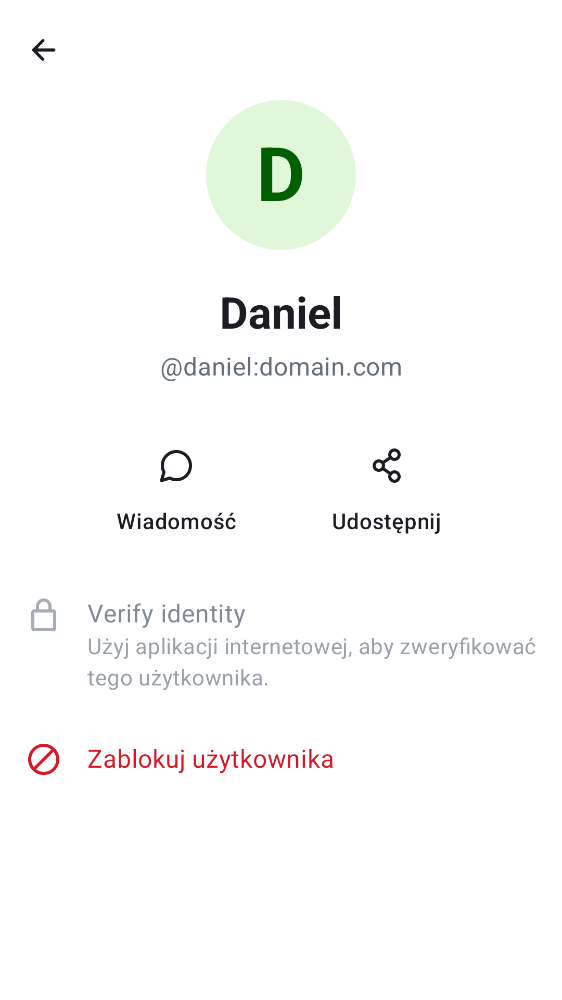 D
Daniel
@daniel:domain.com
Wiadomość
Udostępnij
Verify identity
Użyj aplikacji internetowej, aby zweryfikować
tego użytkownika.
Zablokuj użytkownika